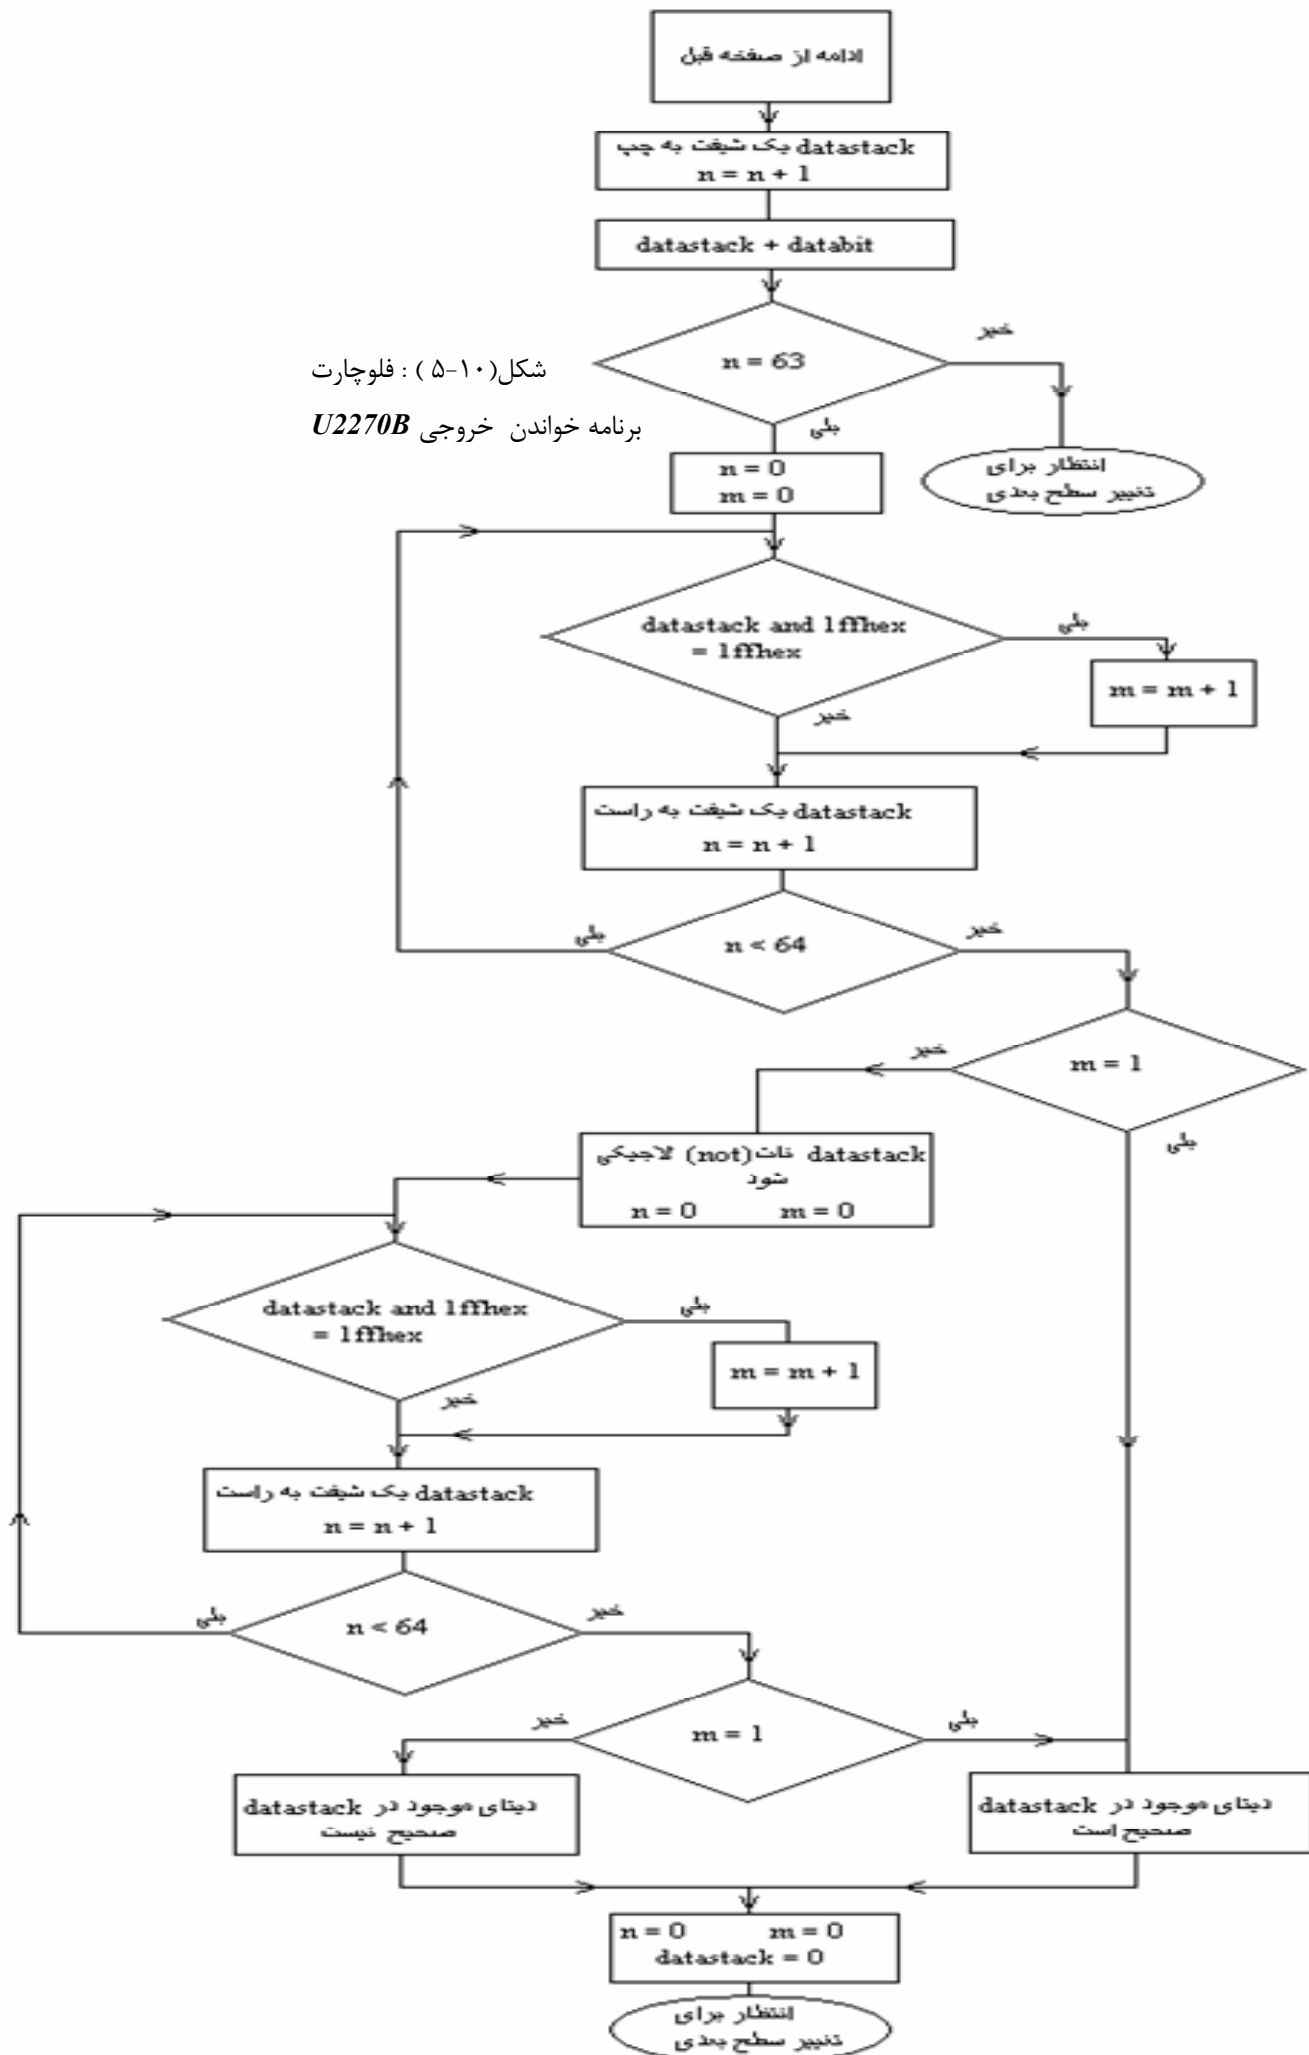 ادامه از صفحه قبل
datastack یک شیفت به چپ
n = n + 1
datastack + databit
n = 63
خیر
بلی
شکل(۱۰-۵ ) : فلوچارت
برنامه خواندن خروجی U2270B
n = 0
m = 0
انتظار برای
تغییر سطح بعدی
datastack and 1ffhex
= 1ffhex
بلی
m = m + 1
خیر
datastack یک شیفت به راست
n = n + 1
n < 64
بلی
خیر
m = 1
خیر
بلی
datastack نات(not) لاجیکی
شود
n = 0 m = 0
datastack and 1ffhex
= 1ffhex
بلی
m = m + 1
خیر
datastack یک شیفت به راست
n = n + 1
n < 64
بلی
خیر
m = 1
خیر
بلی
دیتای موجود در datastack
صحیح نیست
دیتای موجود در datastack
صحیح است
n = 0 m = 0
datastack = 0
انتظار برای
تغییر سطح بعدی